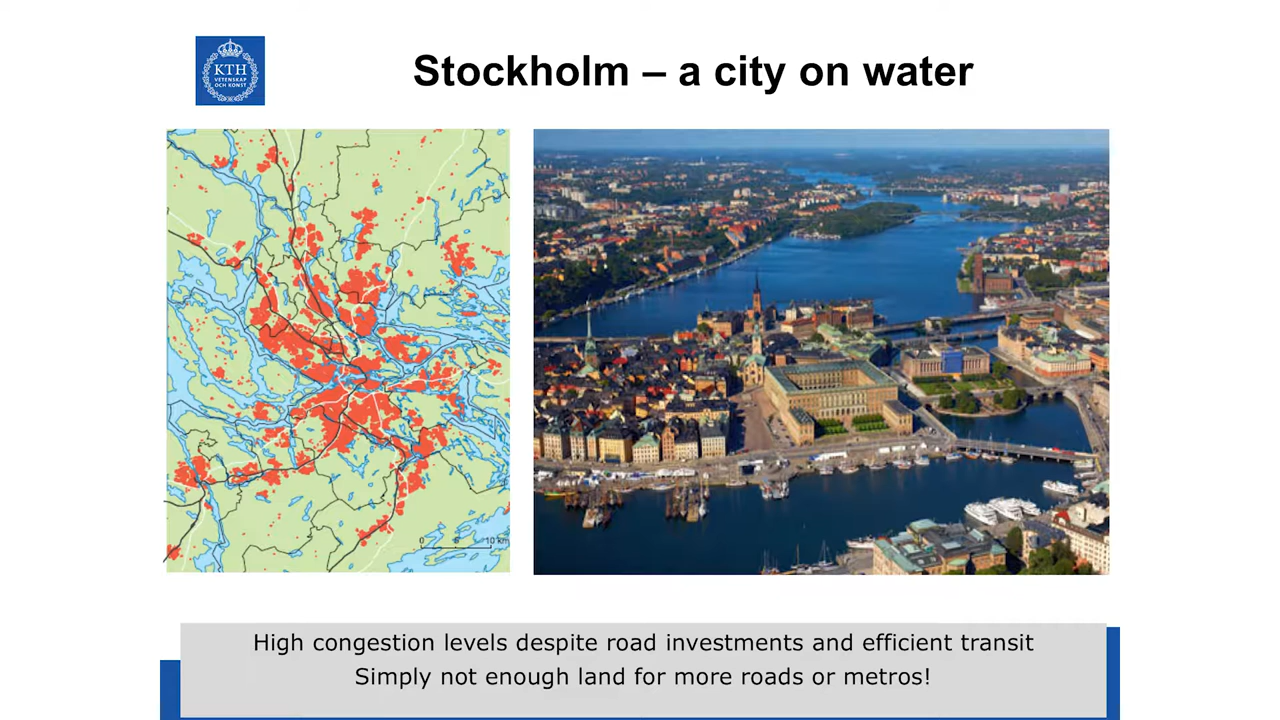 KTH
VETENSKAP
OCH KONST
Stockholm – a city on water
0
10 km
High congestion levels despite road investments and efficient transit
Simply not enough land for more roads or metros!